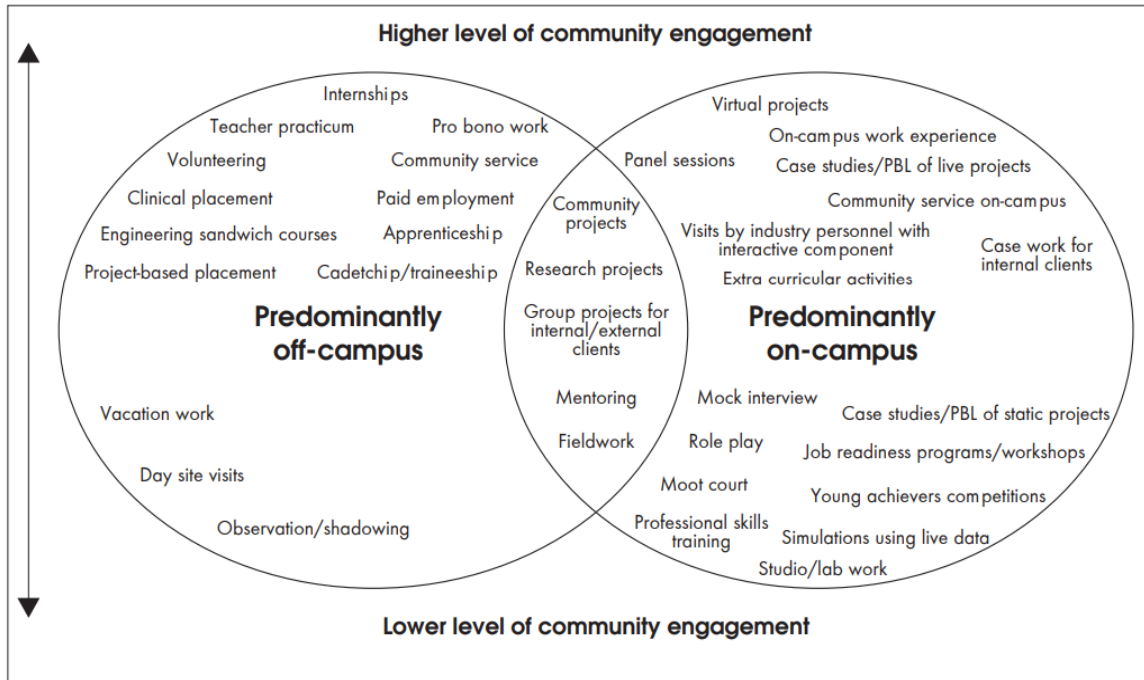 Higher level of community engagement
Internships
Teacher practicum
Pro bono work
Volunteering
Community service
Clinical placement
Paid employment
Engineering sandwich courses
Apprenticeship
Project-based placement
Cadetchip/traineeship
Predominantly
off-campus
Vacation work
Day site visits
Observation/shadowing
Community
projects
Research projects
Group projects for
internal/external
clients
Mentoring
Fieldwork
Virtual projects
On-campus work experience
Panel sessions
Case studies/PBL of live projects
Community service on-campus
Visits by industry personnel with
interactive component
Case work for
internal clients
Extra curricular activities
Predominantly
on-campus
Mock interview
Case studies/PBL of static projects
Role play
Job readiness programs/workshops
Moot court
Young achievers competitions
Professional skills
training
Simulations using live data
Studio/lab work
Lower level of community engagement